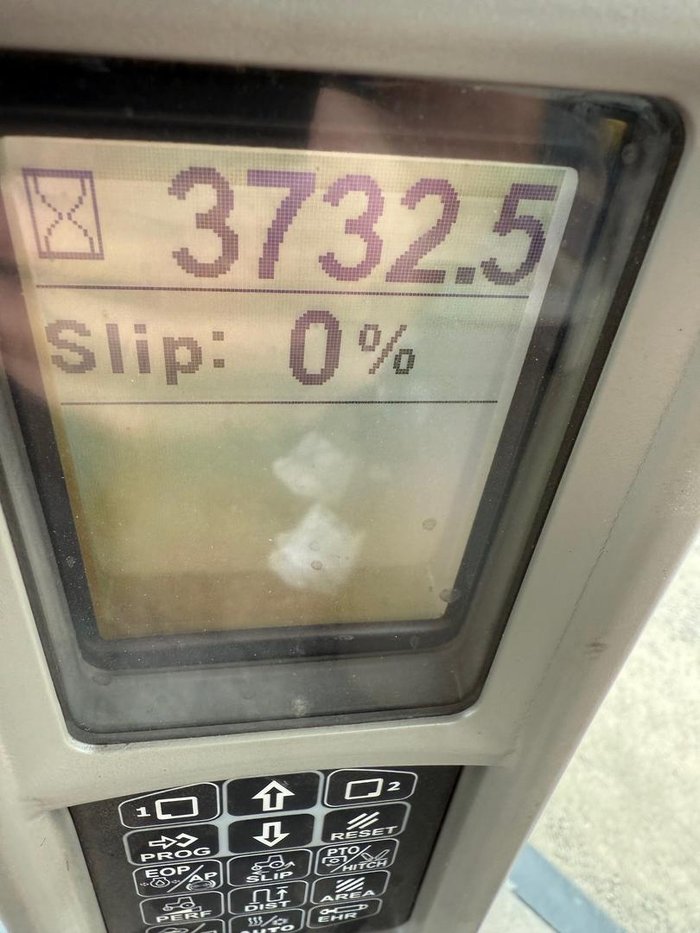 3732.5
Slip: 0%
1 2
PROG RESET
EOP/AP SLIP PTO/HITCH
PERF DIST AREA
AUTO EHR